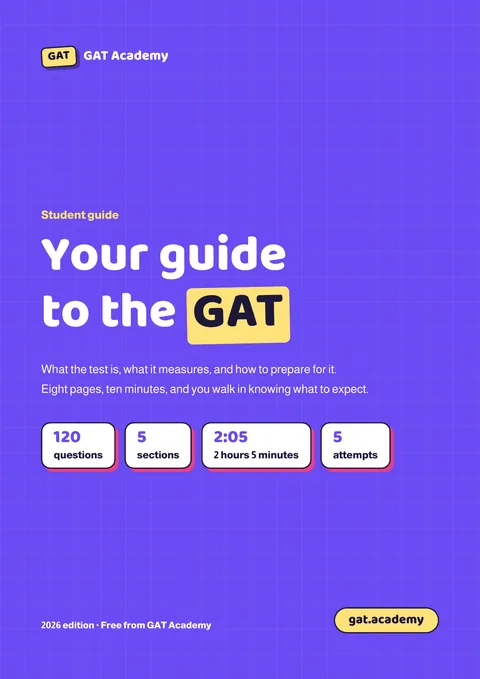 GAT GAT Academy
Student guide
Your guide
to the GAT
What the test is, what it measures, and how to prepare for it.
Eight pages, ten minutes, and you walk in knowing what to expect.
120 5 2:05 5
questions sections 2 hours 5 minutes attempts
2026 edition · Free from GAT Academy
gat.academy